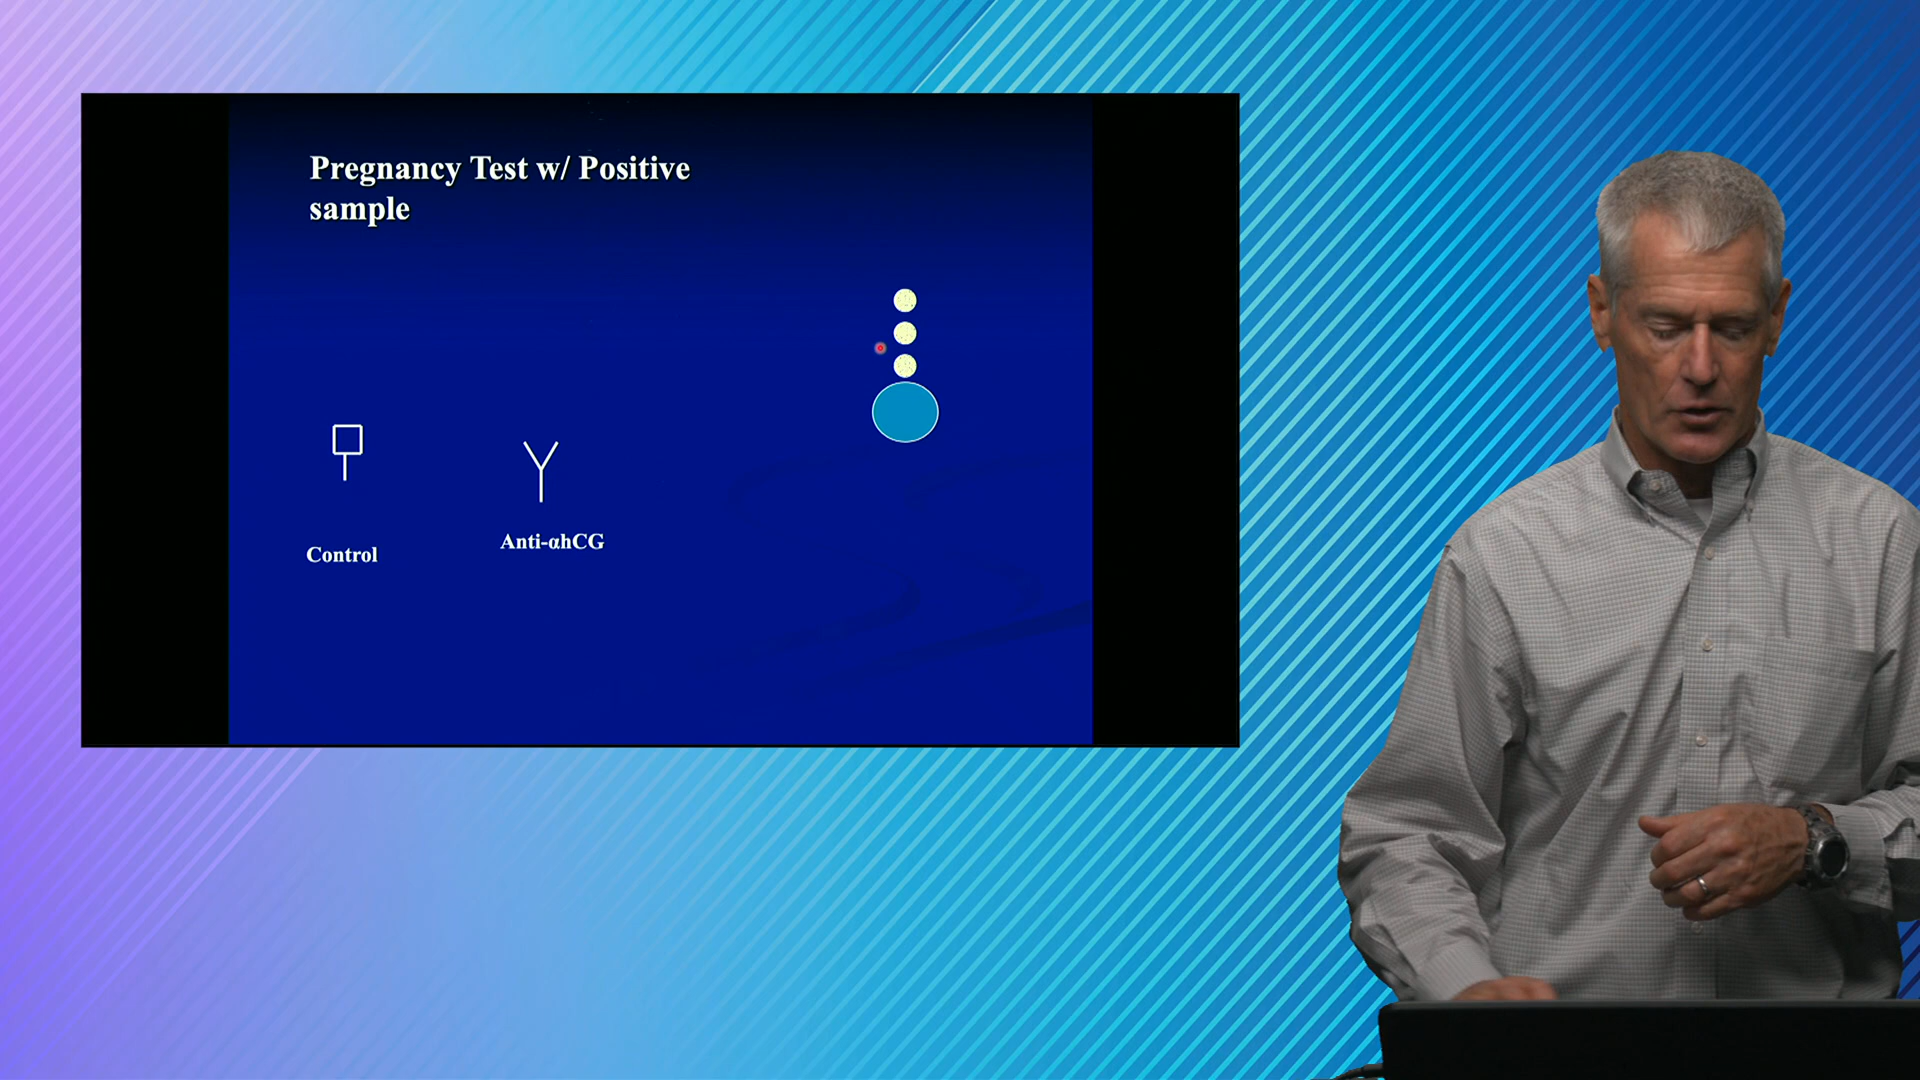 Pregnancy Test w/ Positive
sample
Control
Anti-αhCG